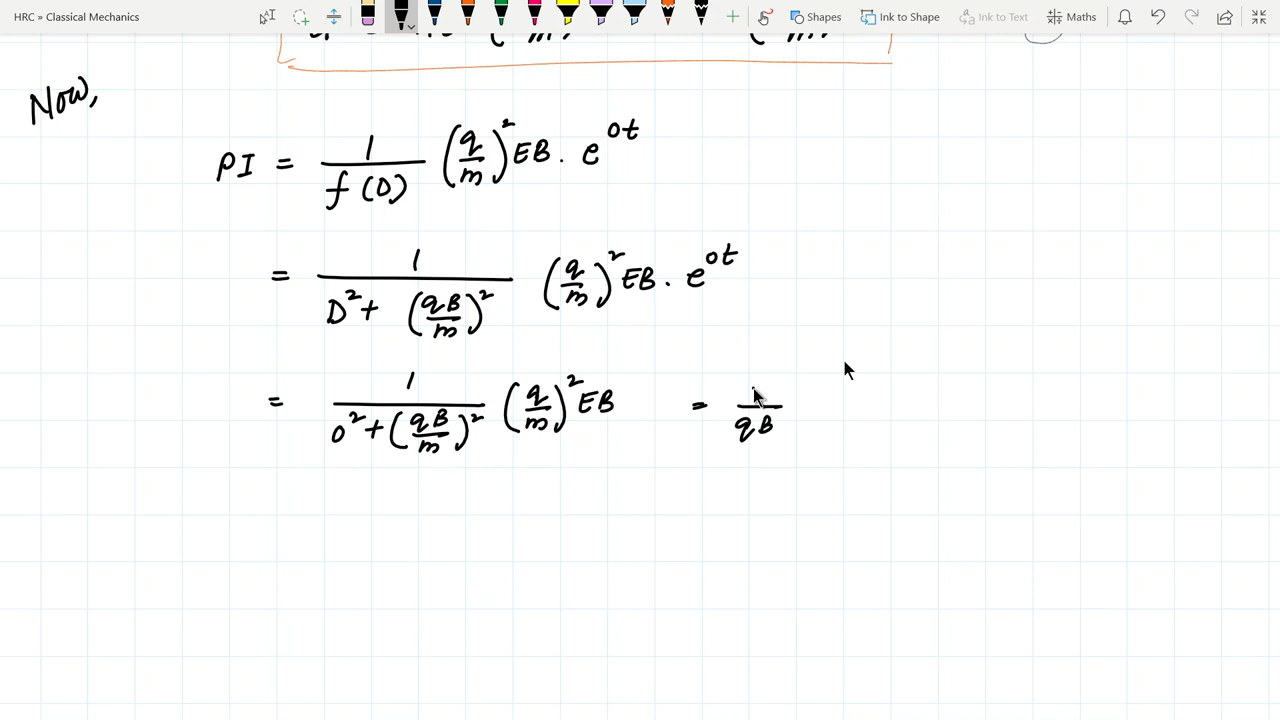 HRC » Classical Mechanics Shapes Ink to Shape Ink to Text Maths
Now,
PI = 1/f(D) (q/m)² EB . e^0t
= 1/(D² + (qB/m)²) (q/m)² EB . e^0t
= 1/(0² + (qB/m)²) (q/m)² EB = /qB